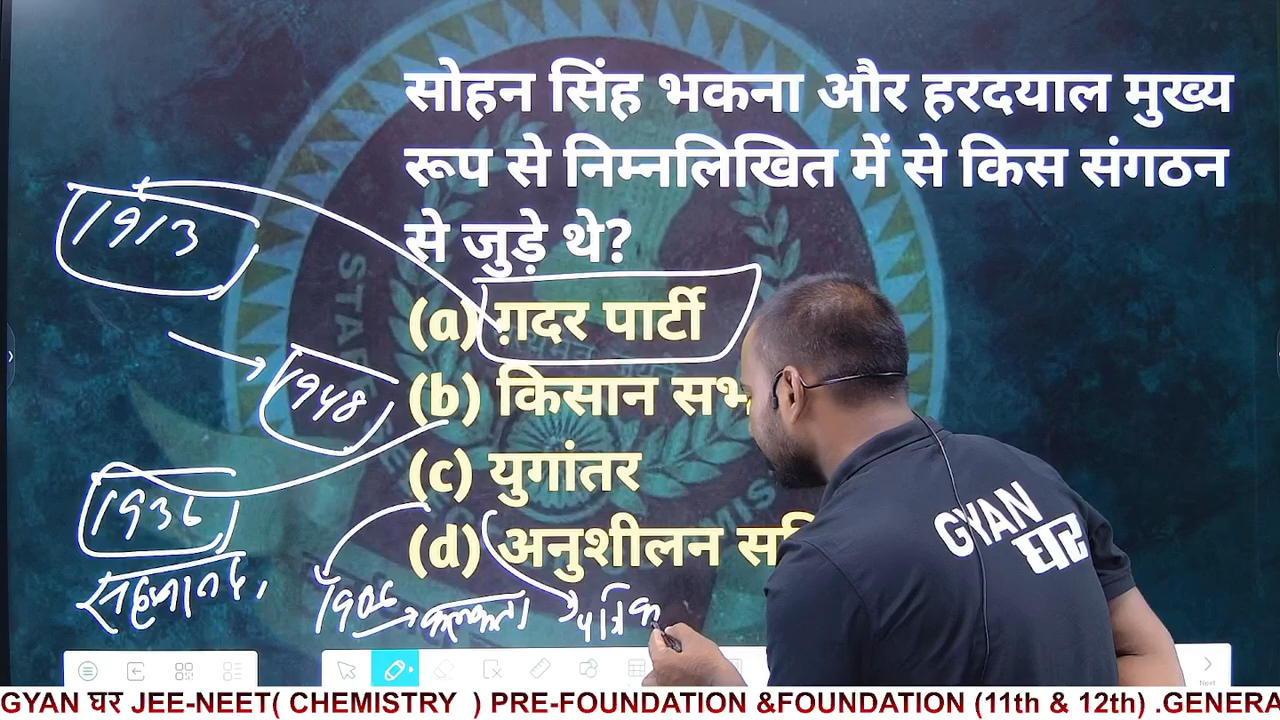 सोहन सिंह भकना और हरदयाल मुख्य
रूप से निम्नलिखित में से किस संगठन
से जुड़े थे?
(a) ग़दर पार्टी
(b) किसान सभ
(c) युगांतर
(d) अनुशीलन
1913
1948
1936
1906
GYAN
घर
GYAN घर JEE-NEET( CHEMISTRY ) PRE-FOUNDATION &FOUNDATION (11th & 12th) .GENERA